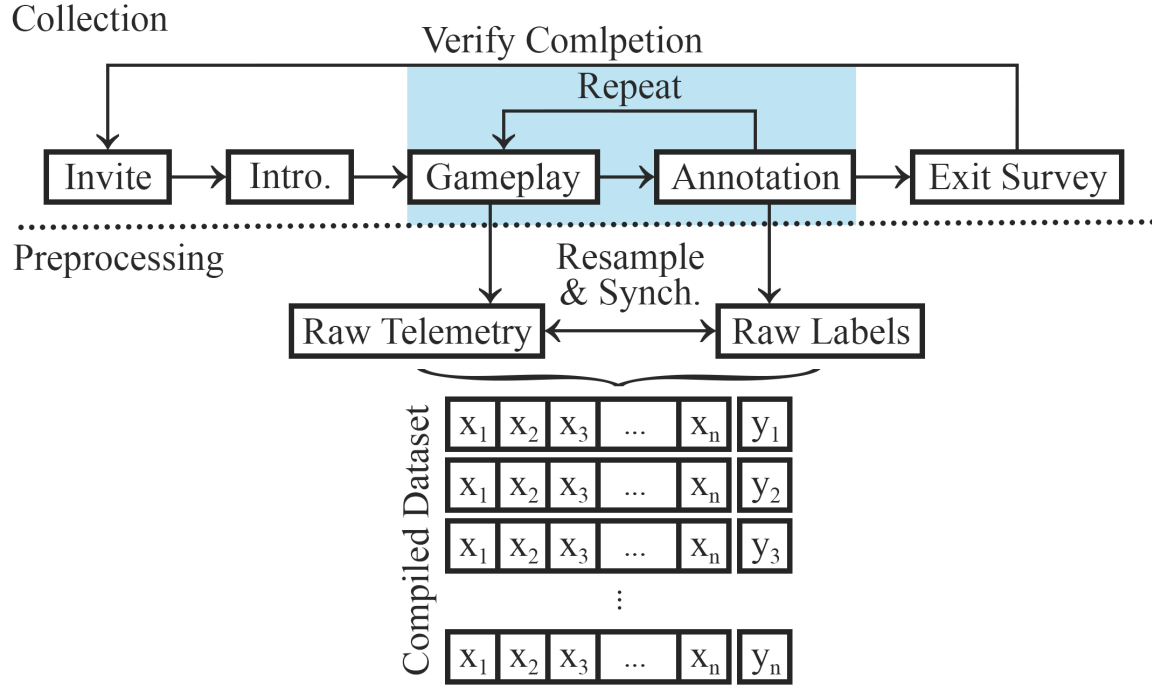 Collection
Verify Comlpetion
Repeat
Invite
Intro.
Gameplay
Annotation
Exit Survey
Preprocessing
Resample
& Synch.
Raw Telemetry
Raw Labels
Compiled Dataset
x₁ x₂ x₃ ... xₙ y₁
x₁ x₂ x₃ ... xₙ y₂
x₁ x₂ x₃ ... xₙ y₃
⋮
x₁ x₂ x₃ ... xₙ yₙ